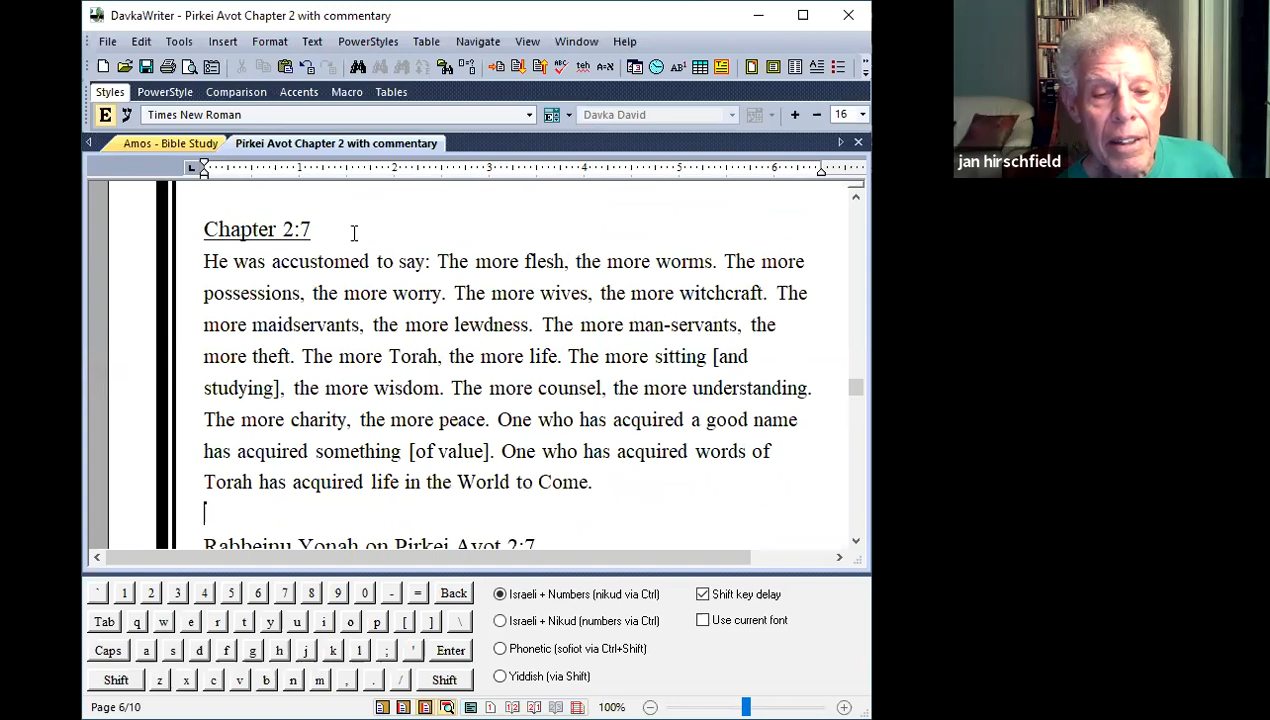 DavkaWriter - Pirkei Avot Chapter 2 with commentary
File Edit Tools Insert Format Text PowerStyles Table Navigate View Window Help
Styles PowerStyle Comparison Accents Macro Tables
E ע Times New Roman Davka David 16
Amos - Bible Study Pirkei Avot Chapter 2 with commentary
1 2 3 4 5 6
Chapter 2:7
He was accustomed to say: The more flesh, the more worms. The more
possessions, the more worry. The more wives, the more witchcraft. The
more maidservants, the more lewdness. The more man-servants, the
more theft. The more Torah, the more life. The more sitting [and
studying], the more wisdom. The more counsel, the more understanding.
The more charity, the more peace. One who has acquired a good name
has acquired something [of value]. One who has acquired words of
Torah has acquired life in the World to Come.
Rabbeinu Yonah on Pirkei Avot 2:7
` 1 2 3 4 5 6 7 8 9 0 - = Back
Tab q w e r t y u i o p [ ] \
Caps a s d f g h j k l ; ' Enter
Shift z x c v b n m , . / Shift
Israeli + Numbers (nikud via Ctrl)
Israeli + Nikud (numbers via Ctrl)
Phonetic (sofiot via Ctrl+Shift)
Yiddish (via Shift)
Shift key delay
Use current font
Page 6/10 100%
jan hirschfield